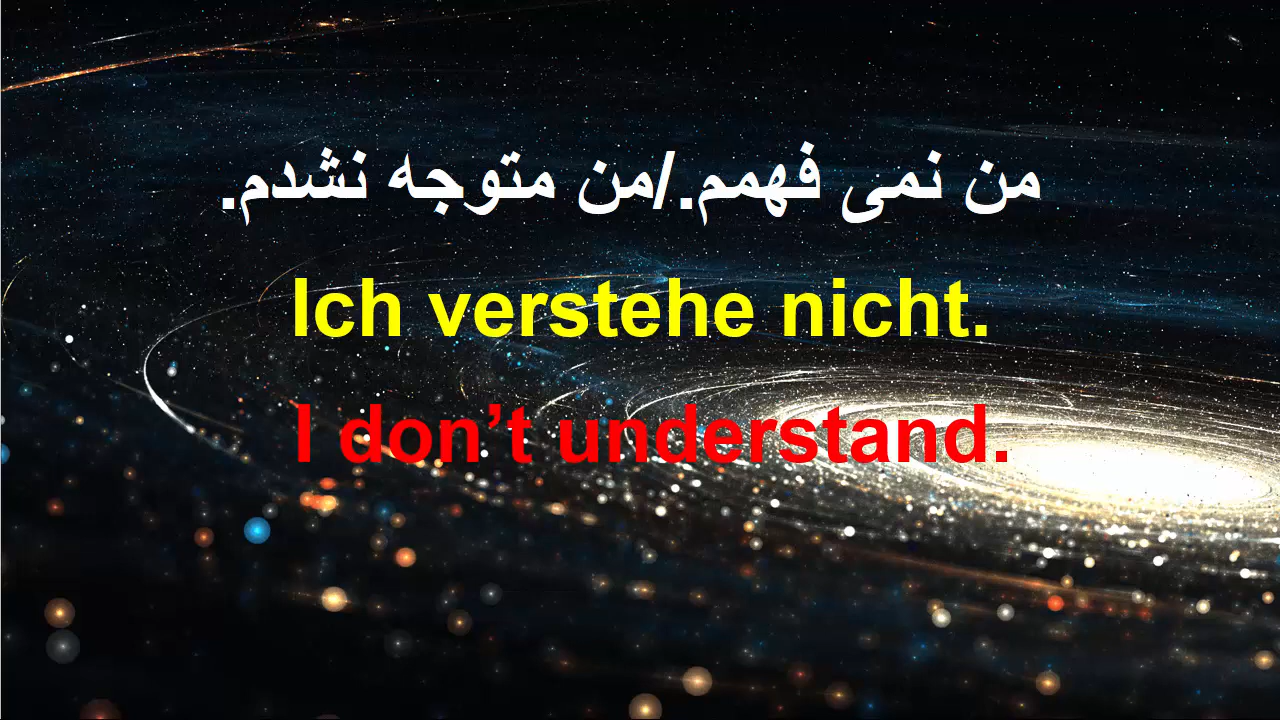 من نمی فهمم./من متوجه نشدم.
Ich verstehe nicht.
I don’t understand.